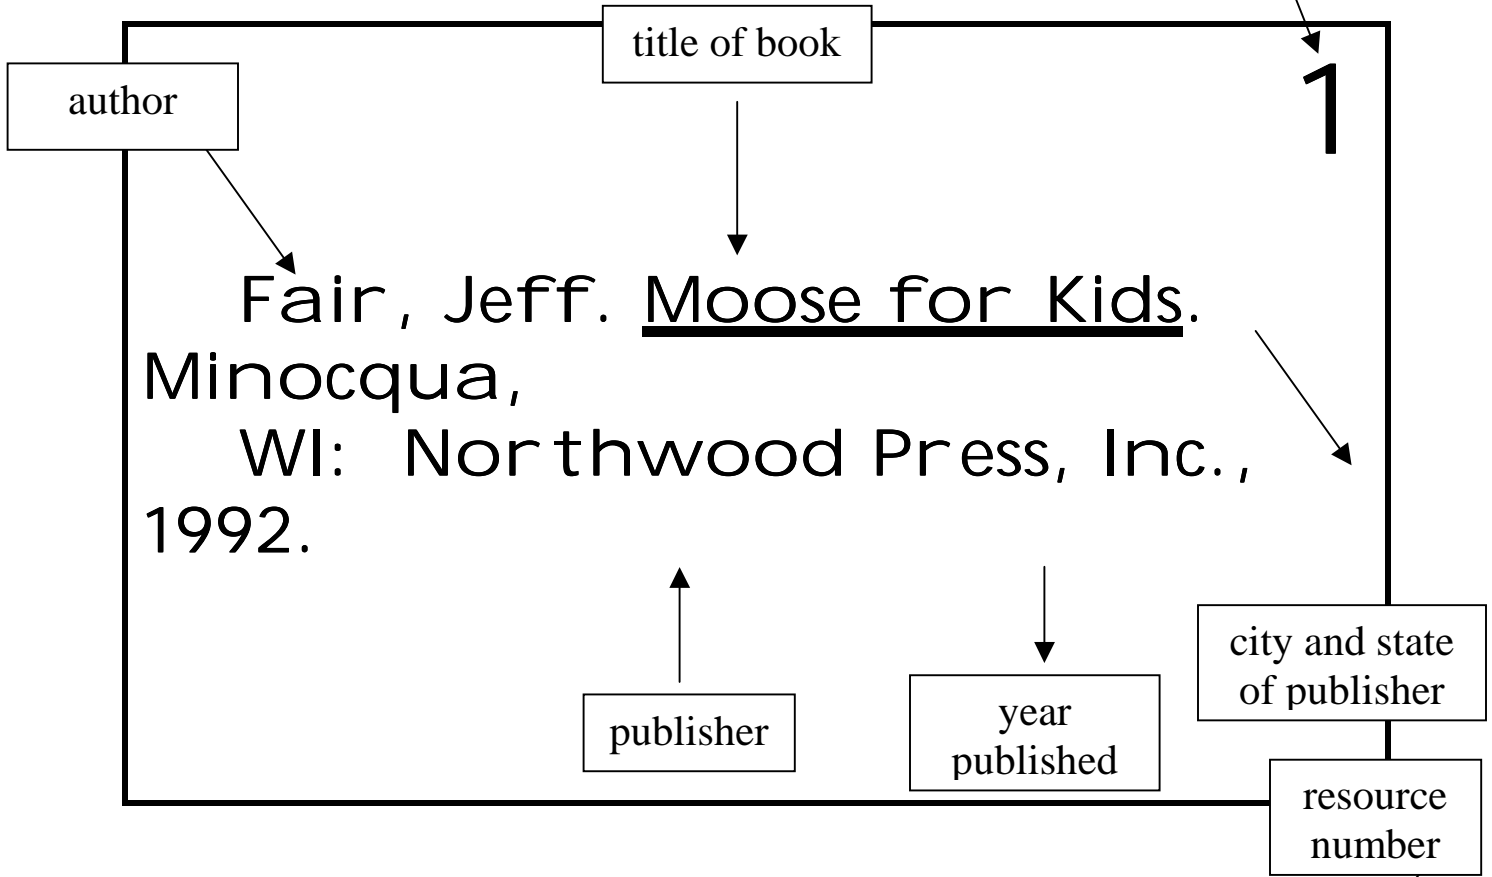 title of book
author
1
Fair, Jeff. Moose for Kids.
Minocqua,
WI: Northwood Press, Inc.,
1992.
publisher
year
published
city and state
of publisher
resource
number